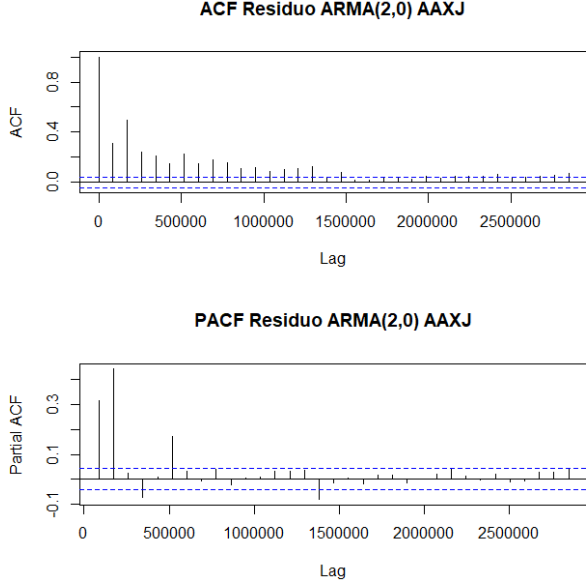 ACF Residuo ARMA(2,0) AAXJ
ACF
0.0 0.4 0.8
0 500000 1000000 1500000 2000000 2500000
Lag
PACF Residuo ARMA(2,0) AAXJ
Partial ACF
-0.1 0.1 0.3
0 500000 1000000 1500000 2000000 2500000
Lag